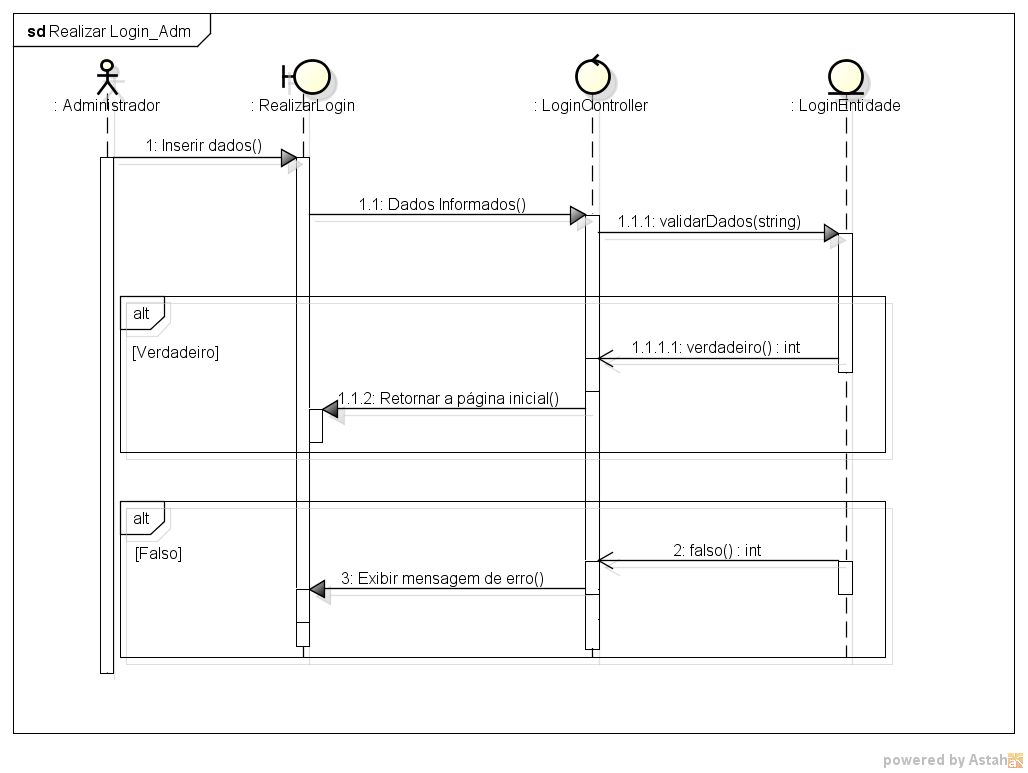 sd Realizar Login_Adm
: Administrador
: RealizarLogin
: LoginController
: LoginEntidade
1: Inserir dados()
1.1: Dados Informados()
1.1.1: validarDados(string)
alt
[Verdadeiro]
1.1.1.1: verdadeiro() : int
1.1.2: Retornar a página inicial()
alt
[Falso]
2: falso() : int
3: Exibir mensagem de erro()
powered by Astah